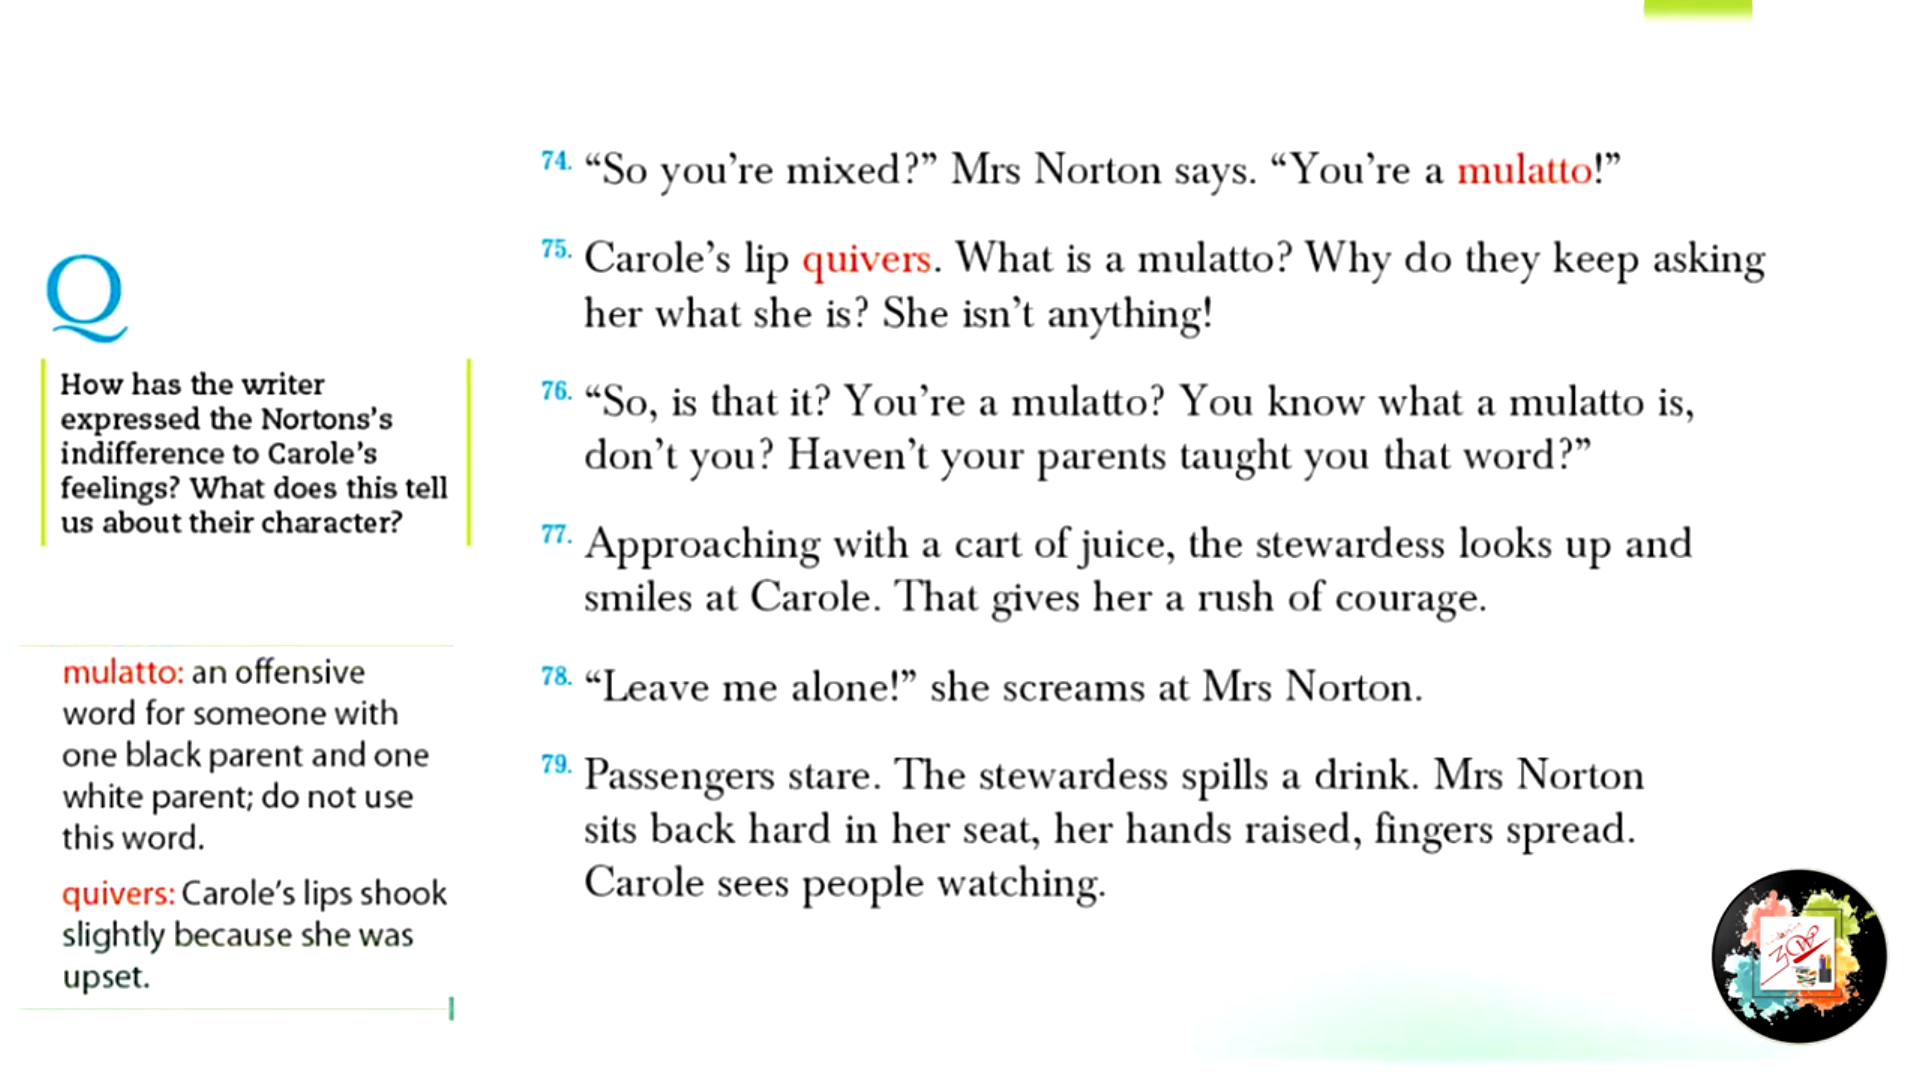 74. “So you’re mixed?” Mrs Norton says. “You’re a mulatto!”
75. Carole’s lip quivers. What is a mulatto? Why do they keep asking
her what she is? She isn’t anything!
76. “So, is that it? You’re a mulatto? You know what a mulatto is,
don’t you? Haven’t your parents taught you that word?”
77. Approaching with a cart of juice, the stewardess looks up and
smiles at Carole. That gives her a rush of courage.
78. “Leave me alone!” she screams at Mrs Norton.
79. Passengers stare. The stewardess spills a drink. Mrs Norton
sits back hard in her seat, her hands raised, fingers spread.
Carole sees people watching.
Q
How has the writer
expressed the Nortons’s
indifference to Carole’s
feelings? What does this tell
us about their character?
mulatto: an offensive
word for someone with
one black parent and one
white parent; do not use
this word.
quivers: Carole’s lips shook
slightly because she was
upset.